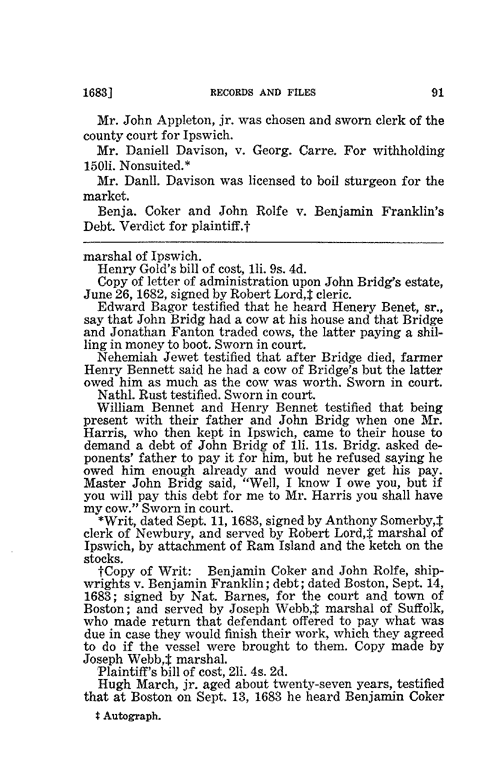 1683] RECORDS AND FILES 91
Mr. John Appleton, jr. was chosen and sworn clerk of the
county court for Ipswich.
Mr. Daniell Davison, v. Georg. Carre. For withholding
150li. Nonsuited.*
Mr. Danll. Davison was licensed to boil sturgeon for the
market.
Benja. Coker and John Rolfe v. Benjamin Franklin's
Debt. Verdict for plaintiff.†
marshal of Ipswich.
Henry Gold's bill of cost, 1li. 9s. 4d.
Copy of letter of administration upon John Bridg's estate,
June 26, 1682, signed by Robert Lord,‡ cleric.
Edward Bagor testified that he heard Henery Benet, sr.,
say that John Bridg had a cow at his house and that Bridg
and Jonathan Fanton traded cows, the latter paying a shil-
ling in money to boot. Sworn in court.
Nehemiah Jewet testified that after Bridge died, farmer
Henry Bennett said he had a cow of Bridge's but the latter
owed him as much as the cow was worth. Sworn in court.
Nathl. Rust testified. Sworn in court.
William Bennet and Henry Bennet testified that being
present with their father and John Bridg when one Mr.
Harris, who then kept in Ipswich, came to their house to
demand a debt of John Bridg of 1li. 11s. Bridg. asked de-
ponents' father to pay it for him, but he refused saying he
owed him enough already and would never get his pay.
Master John Bridg said, "Well, I know I owe you, but if
you will pay this debt for me to Mr. Harris you shall have
my cow." Sworn in court.
*Writ, dated Sept. 11, 1683, signed by Anthony Somerby,‡
clerk of Newbury, and served by Robert Lord,‡ marshal of
Ipswich, by attachment of Ram Island and the ketch on the
stocks.
†Copy of Writ: Benjamin Coker and John Rolfe, ship-
wrights v. Benjamin Franklin; debt; dated Boston, Sept. 14,
1683; signed by Nat. Barnes, for the court and town of
Boston; and served by Joseph Webb,‡ marshal of Suffolk,
who made return that defendant offered to pay what was
due in case they would finish their work, which they agreed
to do if the vessel were brought to them. Copy made by
Joseph Webb,‡ marshal.
Plaintiff's bill of cost, 2li. 4s. 2d.
Hugh March, jr. aged about twenty-seven years, testified
that at Boston on Sept. 13, 1683 he heard Benjamin Coker
‡ Autograph.